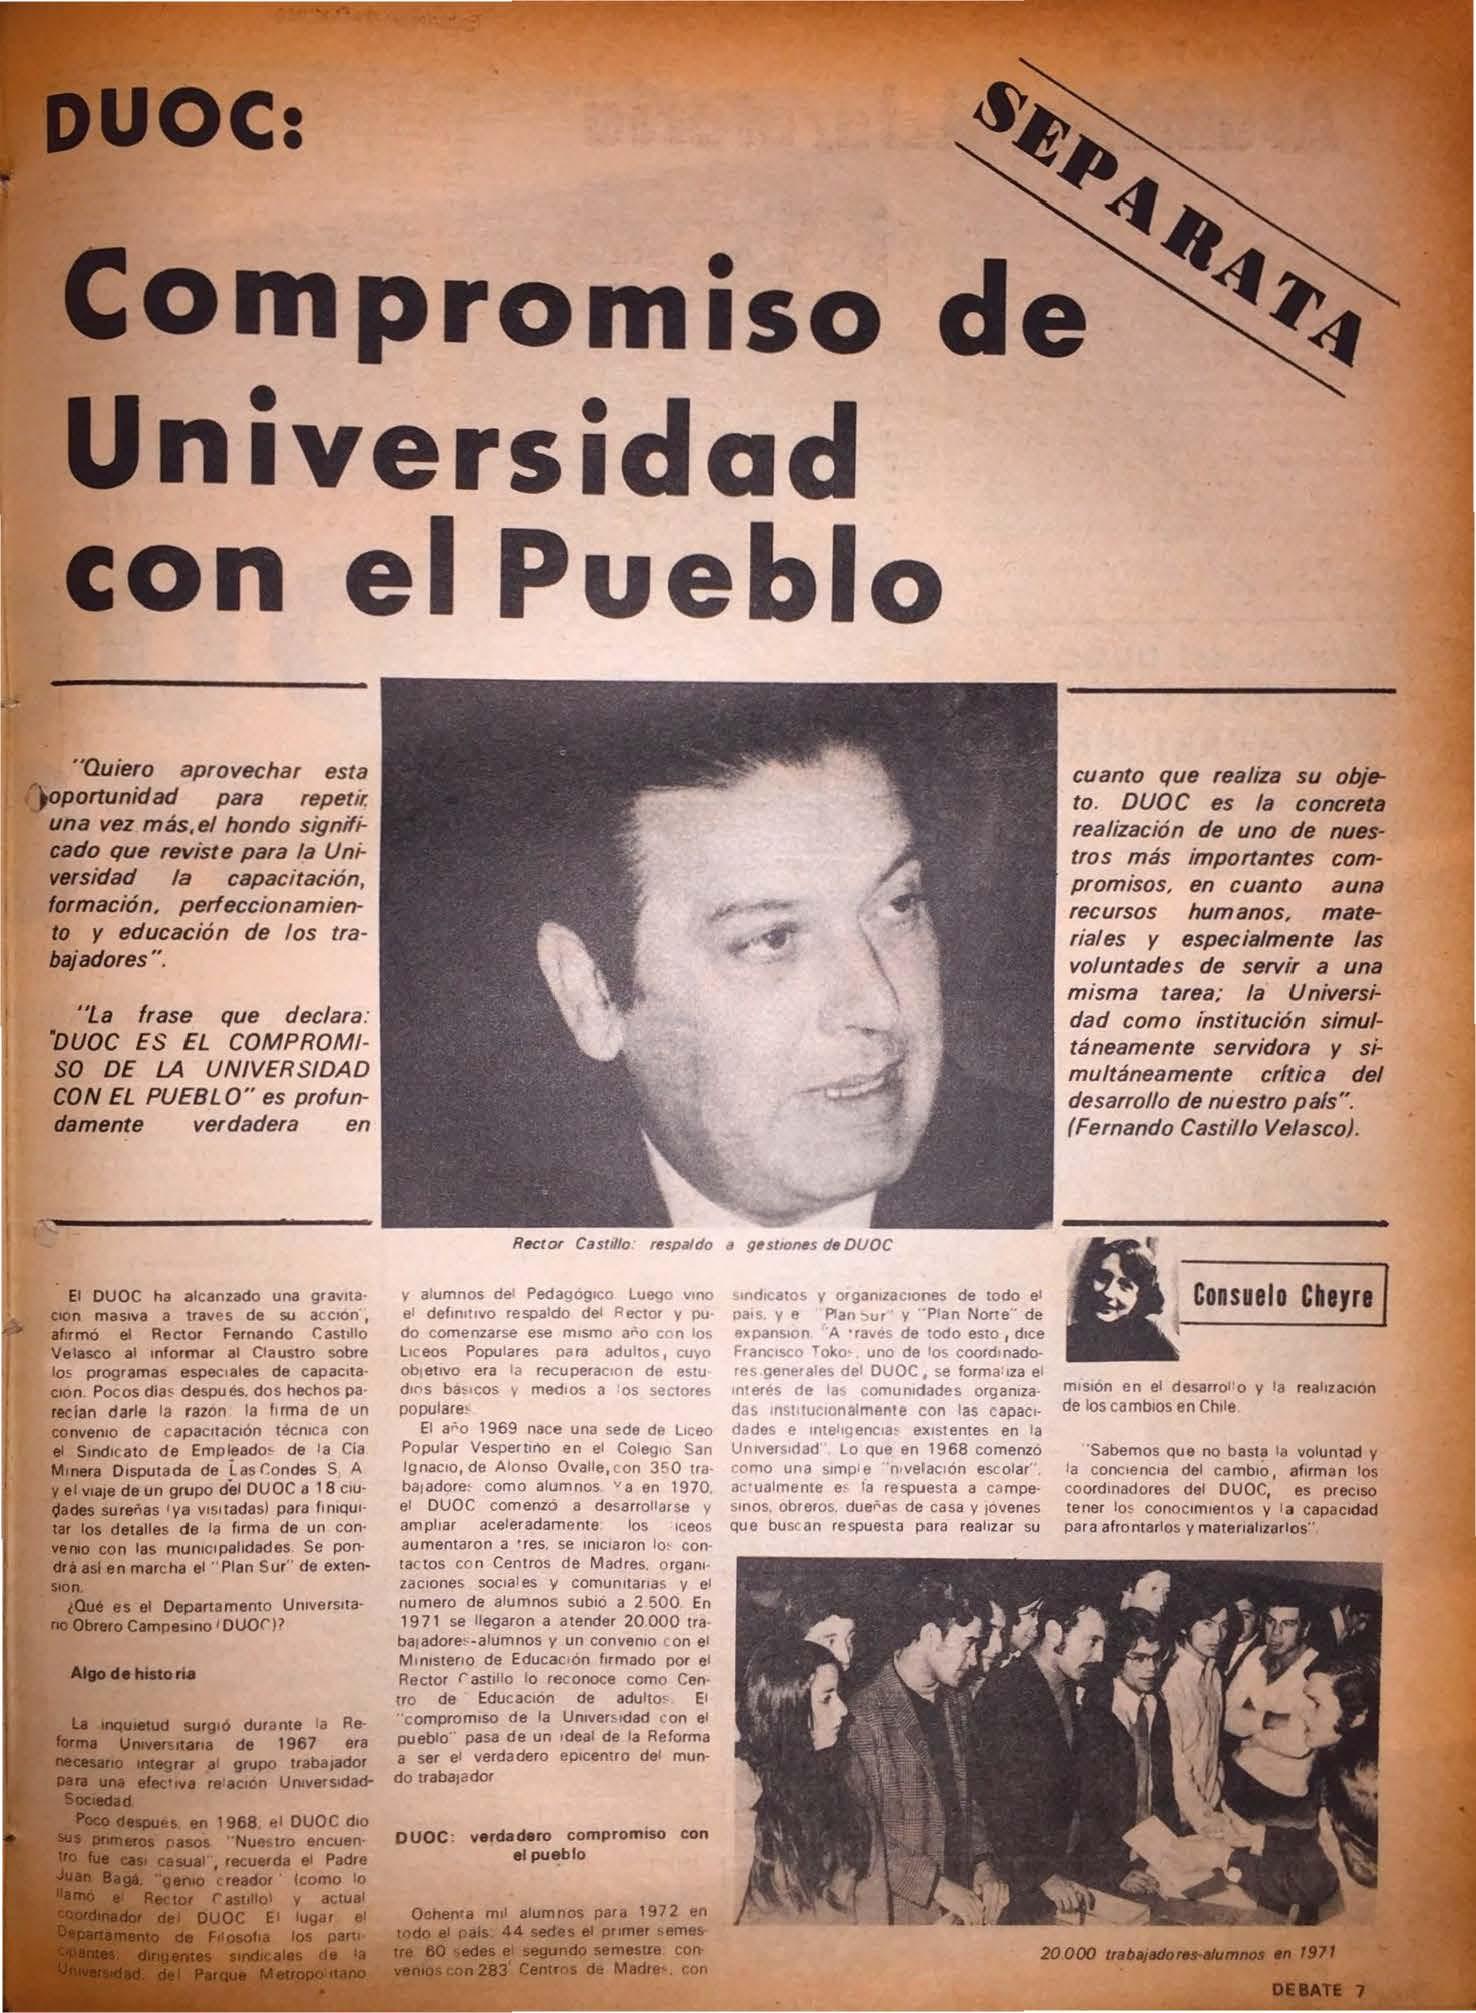 DUOC:
SEPARATA
Compromiso de
Universidad
con el Pueblo
"Quiero aprovechar esta
oportunidad para repetir,
una vez más, el hondo signifi-
cado que reviste para la Uni-
versidad la capacitación,
formación, perfeccionamien-
to y educación de los tra-
bajadores".
"La frase que declara:
"DUOC ES EL COMPROMI-
SO DE LA UNIVERSIDAD
CON EL PUEBLO" es profun-
damente verdadera en
cuanto que realiza su obje-
to. DUOC es la concreta
realización de uno de nues-
tros más importantes com-
promisos, en cuanto auna
recursos humanos, mate-
riales y especialmente las
voluntades de servir a una
misma tarea; la Universi-
dad como institución simul-
táneamente servidora y si-
multáneamente crítica del
desarrollo de nuestro país".
(Fernando Castillo Velasco).
Rector Castillo: respaldo a gestiones de DUOC
Consuelo Cheyre
El DUOC ha alcanzado una gravita-
ción masiva a traves de su acción",
afirmó el Rector Fernando Castillo
Velasco al informar al Claustro sobre
los programas especiales de capacita-
ción. Pocos días después, dos hechos pa-
recían darle la razón: la firma de un
convenio de capacitación técnica con
el Sindicato de Empleados de la Cía.
Minera Disputada de Las Condes S. A.
y el viaje de un grupo del DUOC a 18 ciu-
dades sureñas (ya visitadas) para finiqui-
tar los detalles de la firma de un con-
venio con las municipalidades. Se pon-
drá así en marcha el "Plan Sur" de exten-
sion.
¿Qué es el Departamento Universita-
rio Obrero Campesino (DUOC)?
Algo de historia
La inquietud surgió durante la Re-
forma Universitaria de 1967 era
necesario integrar al grupo trabajador
para una efectiva relación Universidad-
Sociedad.
Poco después, en 1968, el DUOC dio
sus primeros pasos. "Nuestro encuen-
tro fue casi casual", recuerda el Padre
Juan Bagá, "genio creador" (como lo
llamó el Rector Castillo) y actual
coordinador del DUOC. El lugar el
Departamento de Filosofía los parti-
cipantes: dirigentes sindicales de la
Universidad, del Parque Metropolitano
y alumnos del Pedagógico. Luego vino
el definitivo respaldo del Rector y pu-
do comenzarse ese mismo año con los
Liceos Populares para adultos, cuyo
objetivo era la recuperación de estu-
dios básicos y medios a los sectores
populares.
El año 1969 nace una sede de Liceo
Popular Vespertino en el Colegio San
Ignacio, de Alonso Ovalle, con 350 tra-
bajadores como alumnos. Ya en 1970,
el DUOC comenzó a desarrollarse y
ampliar aceleradamente: los liceos
aumentaron a tres, se iniciaron los con-
tactos con Centros de Madres, organi-
zaciones sociales y comunitarias y el
numero de alumnos subió a 2.500. En
1971 se llegaron a atender 20.000 tra-
bajadores-alumnos y un convenio con el
Ministerio de Educación firmado por el
Rector Castillo lo reconoce como Cen-
tro de Educación de adultos. El
"compromiso de la Universidad con el
pueblo" pasa de un ideal de la Reforma
a ser el verdadero epicentro del mun-
do trabajador
DUOC: verdadero compromiso con
el pueblo
Ochenta mil alumnos para 1972 en
todo el país: 44 sedes el primer semes-
tre 60 sedes el segundo semestre: con-
venios con 283 Centros de Madres, con
sindicatos y organizaciones de todo el
país, y el "Plan Sur" y "Plan Norte" de
expansión. "A través de todo esto, dice
Francisco Tokos, uno de los coordinado-
res generales del DUOC, se formaliza el
interés de las comunidades organiza-
das institucionalmente con las capaci-
dades e inteligencias existentes en la
Universidad". Lo que en 1968 comenzó
como una simple "nivelación escolar",
actualmente es la respuesta a campe-
sinos, obreros, dueñas de casa y jóvenes
que buscan respuesta para realizar su
misión en el desarrollo y la realización
de los cambios en Chile.
"Sabemos que no basta la voluntad y
la conciencia del cambio, afirman los
coordinadores del DUOC, es preciso
tener los conocimientos y la capacidad
para afrontarlos y materializarlos".
20.000 trabajadores-alumnos en 1971
DEBATE 7